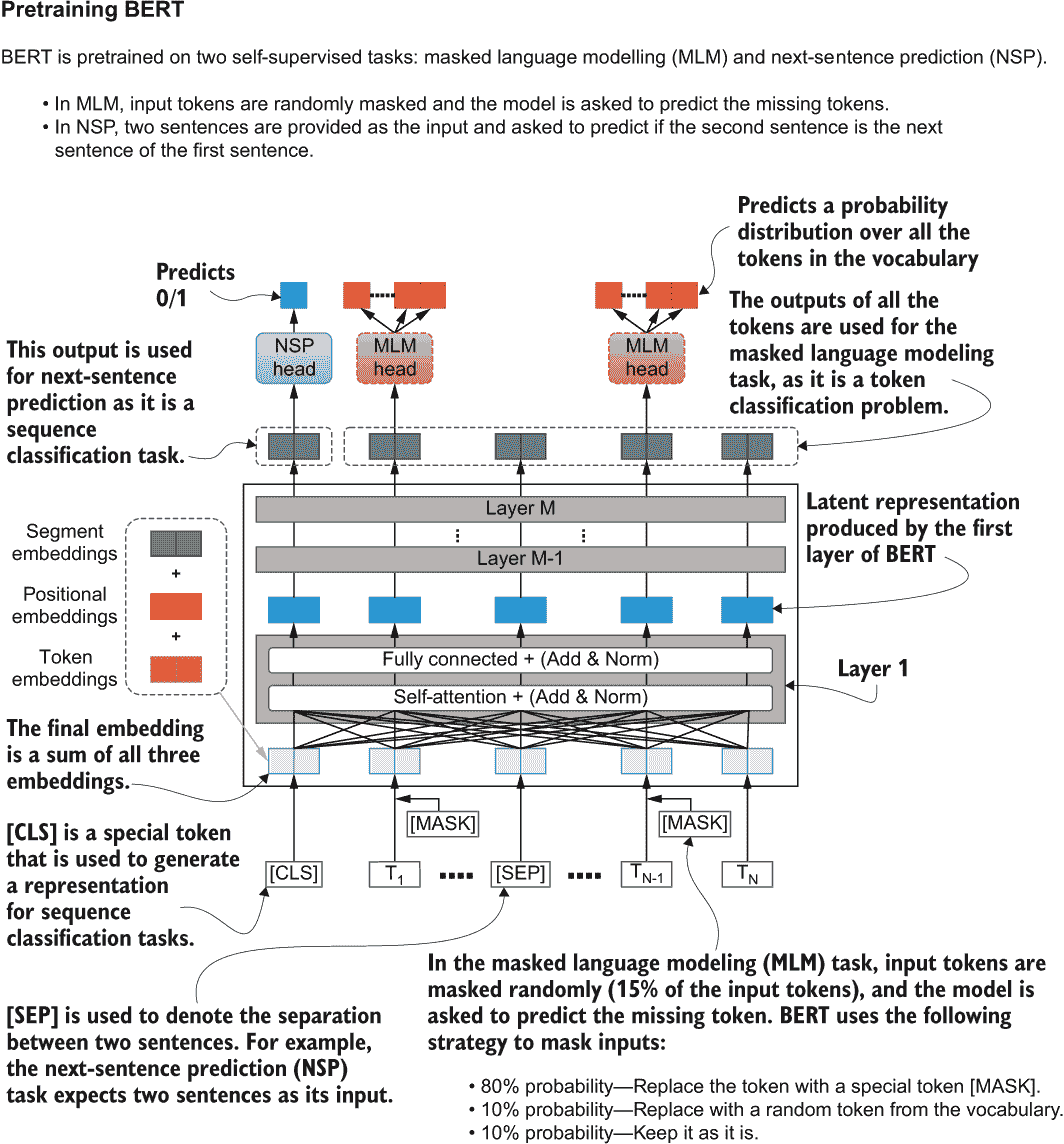 Pretraining BERT
BERT is pretrained on two self-supervised tasks: masked language modelling (MLM) and next-sentence prediction (NSP).
• In MLM, input tokens are randomly masked and the model is asked to predict the missing tokens.
• In NSP, two sentences are provided as the input and asked to predict if the second sentence is the next
sentence of the first sentence.
Predicts a probability
distribution over all the
tokens in the vocabulary
Predicts
0/1
The outputs of all the
tokens are used for the
masked language modeling
task, as it is a token
classification problem.
This output is used
for next-sentence
prediction as it is a
sequence
classification task.
NSP
head
MLM
head
MLM
head
Layer M
Layer M-1
Latent representation
produced by the first
layer of BERT
Segment
embeddings
+
Positional
embeddings
+
Token
embeddings
Fully connected + (Add & Norm)
Self-attention + (Add & Norm)
Layer 1
The final embedding
is a sum of all three
embeddings.
[MASK]
[MASK]
[CLS] is a special token
that is used to generate
a representation
for sequence
classification tasks.
[CLS]
T1
[SEP]
TN-1
TN
[SEP] is used to denote the separation
between two sentences. For example,
the next-sentence prediction (NSP)
task expects two sentences as its input.
In the masked language modeling (MLM) task, input tokens are
masked randomly (15% of the input tokens), and the model is
asked to predict the missing token. BERT uses the following
strategy to mask inputs:
• 80% probability—Replace the token with a special token [MASK].
• 10% probability—Replace with a random token from the vocabulary.
• 10% probability—Keep it as it is.